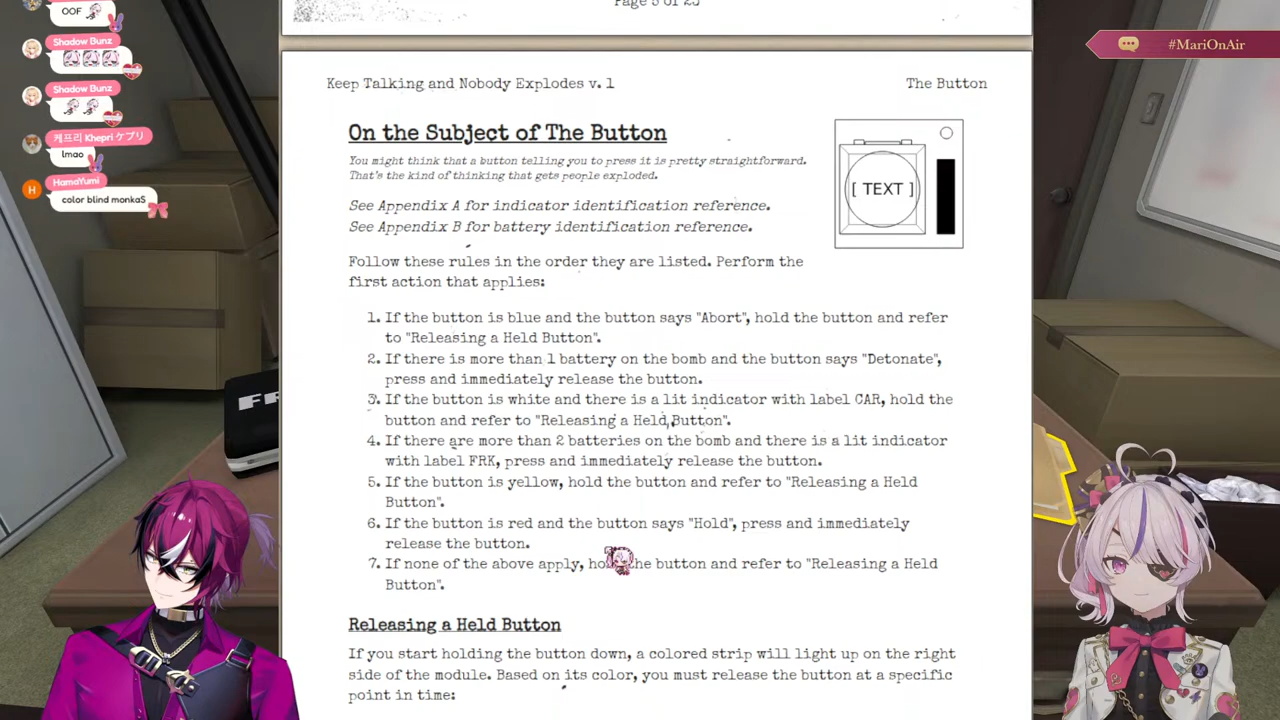 OOF
Shadow Bunz
Shadow Bunz
케프리 Khepri ケプリ
lmao
HamaYumi
H
color blind monkaS
#MariOnAir
Page 5 of 23
Keep Talking and Nobody Explodes v. 1
The Button
On the Subject of The Button
You might think that a button telling you to press it is pretty straightforward.
That's the kind of thinking that gets people exploded.
[ TEXT ]
See Appendix A for indicator identification reference.
See Appendix B for battery identification reference.
Follow these rules in the order they are listed. Perform the
first action that applies:
1. If the button is blue and the button says "Abort", hold the button and refer
to "Releasing a Held Button".
2. If there is more than 1 battery on the bomb and the button says "Detonate",
press and immediately release the button.
3. If the button is white and there is a lit indicator with label CAR, hold the
button and refer to "Releasing a Held Button".
4. If there are more than 2 batteries on the bomb and there is a lit indicator
with label FRK, press and immediately release the button.
5. If the button is yellow, hold the button and refer to "Releasing a Held
Button".
6. If the button is red and the button says "Hold", press and immediately
release the button.
7. If none of the above apply, the button and refer to "Releasing a Held
Button".
Releasing a Held Button
If you start holding the button down, a colored strip will light up on the right
side of the module. Based on its color, you must release the button at a specific
point in time: